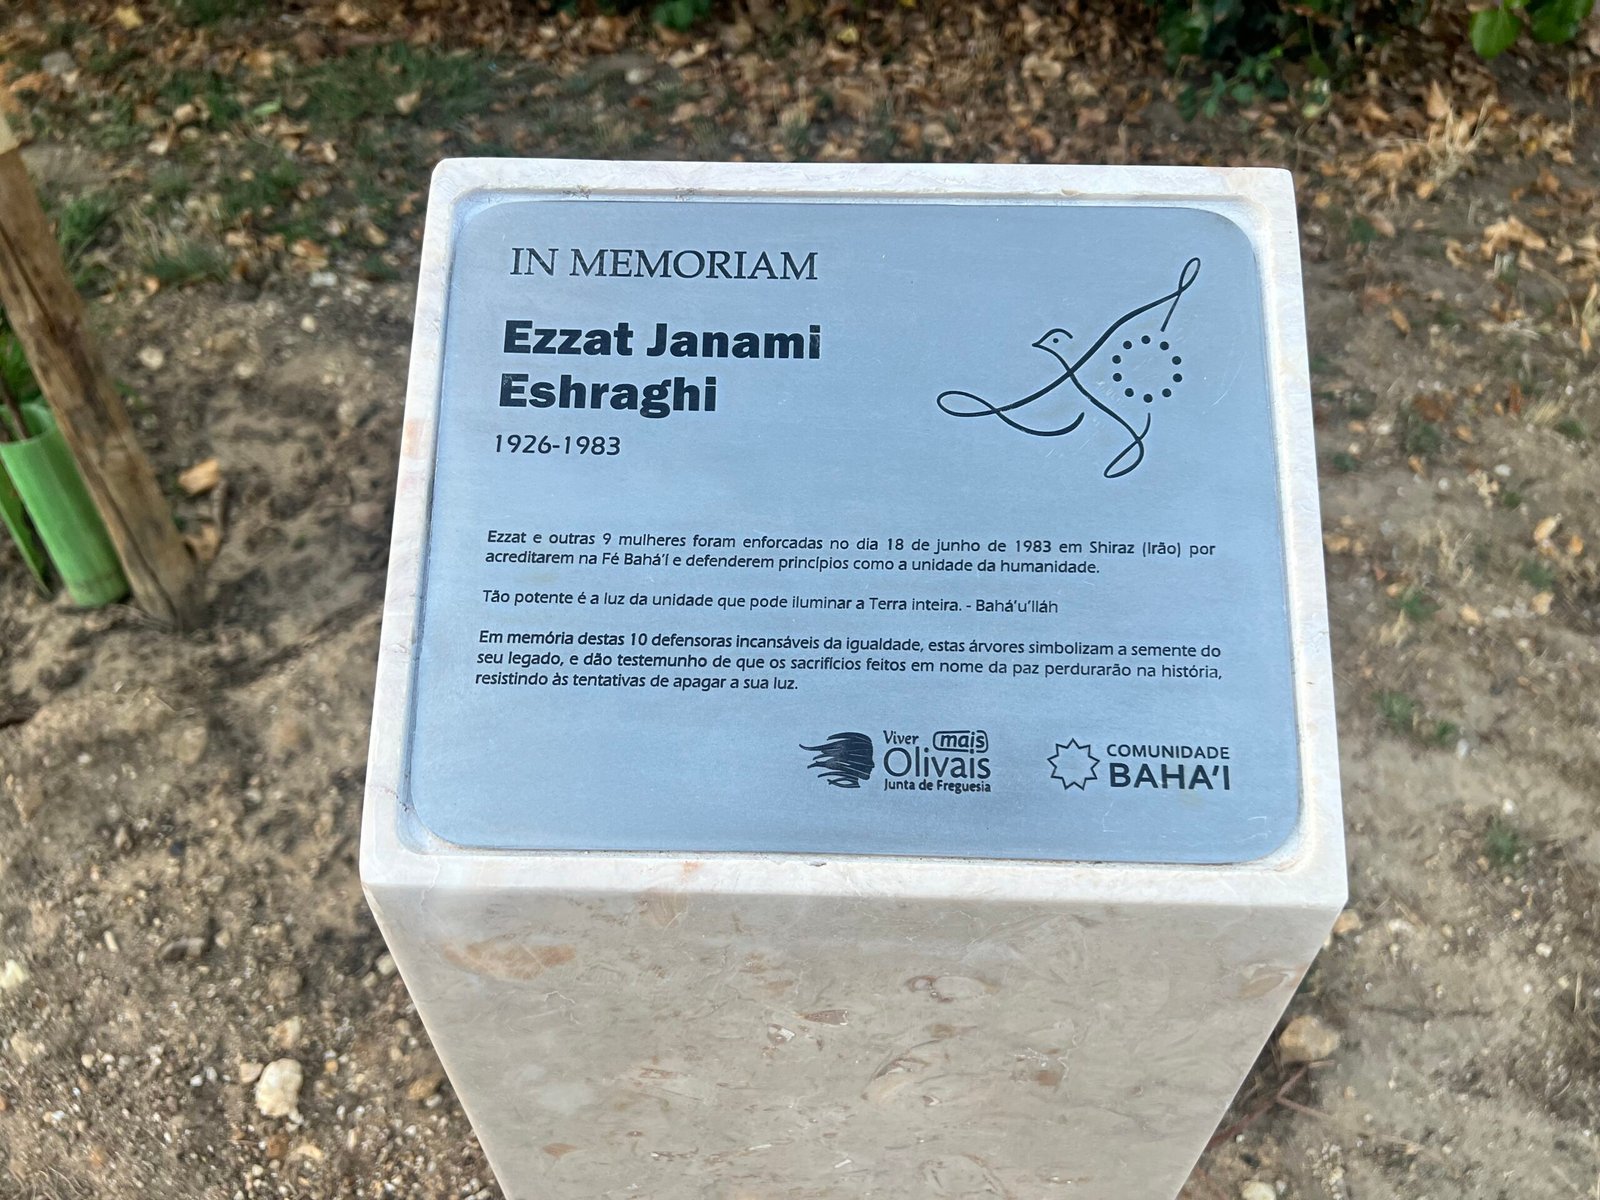 IN MEMORIAM
Ezzat Janami
Eshraghi
1926-1983
Ezzat e outras 9 mulheres foram enforcadas no dia 18 de junho de 1983 em Shiraz (Irão) por
acreditarem na Fé Bahá'í e defenderem princípios como a unidade da humanidade.
Tão potente é a luz da unidade que pode iluminar a Terra inteira. - Bahá'u'lláh
Em memória destas 10 defensoras incansáveis da igualdade, estas árvores simbolizam a semente do
seu legado, e dão testemunho de que os sacrifícios feitos em nome da paz perdurarão na história,
resistindo às tentativas de apagar a sua luz.
Viver mais
Olivais
Junta de Freguesia
COMUNIDADE
BAHA'I